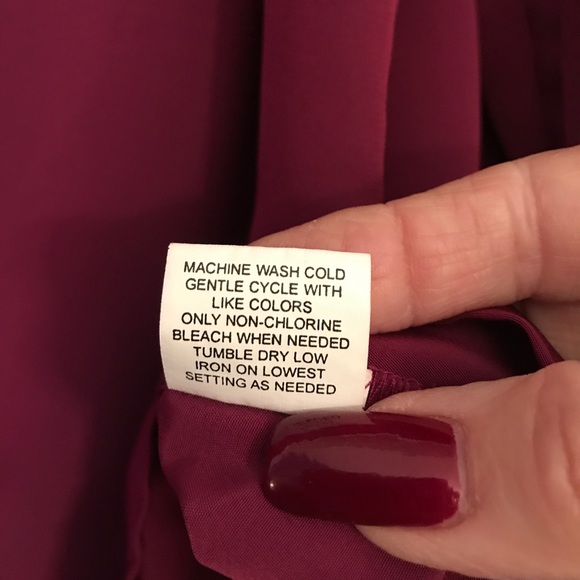 MACHINE WASH COLD
GENTLE CYCLE WITH
LIKE COLORS
ONLY NON-CHLORINE
BLEACH WHEN NEEDED
TUMBLE DRY LOW
IRON ON LOWEST
SETTING AS NEEDED